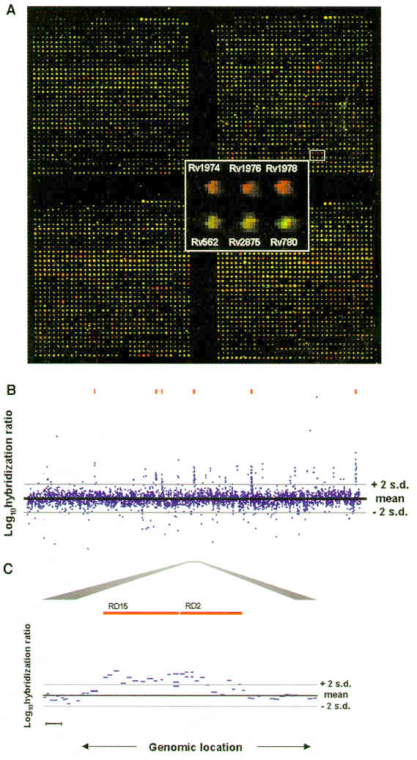 A
Rv1974 Rv1976 Rv1978
Rv562 Rv2875 Rv780
B
Log10hybridization ratio
+ 2 s.d.
mean
- 2 s.d.
C
Log10hybridization ratio
RD15 RD2
+ 2 s.d.
mean
- 2 s.d.
Genomic location